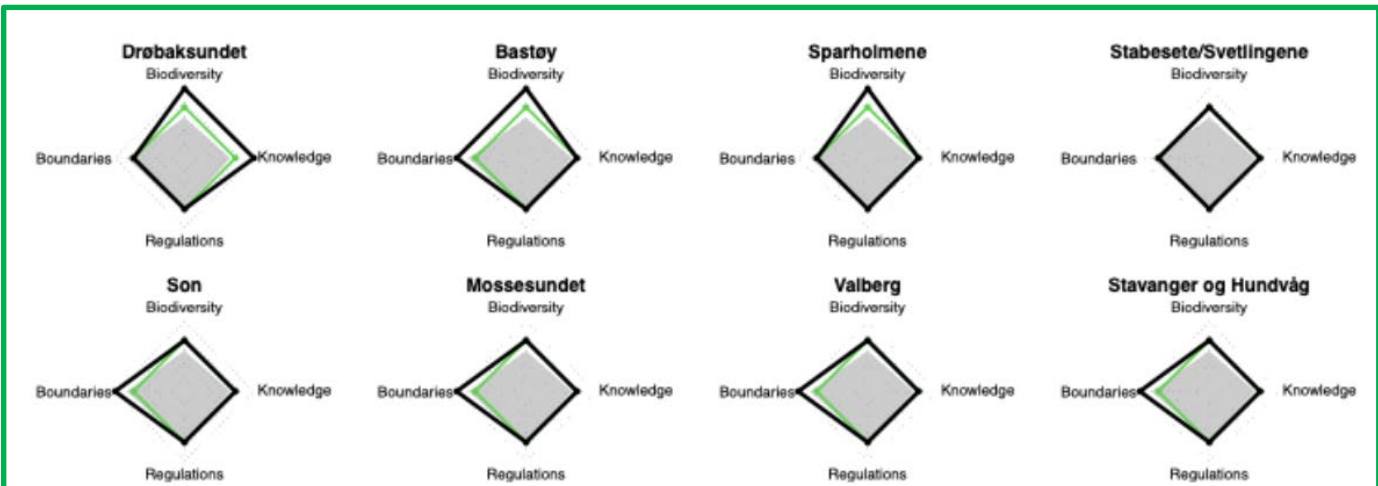 Drøbaksundet Bastøy Sparholmene Stabesete/Svetlingene
Biodiversity Biodiversity Biodiversity Biodiversity
Boundaries Knowledge Boundaries Knowledge Boundaries Knowledge Boundaries Knowledge
Regulations Regulations Regulations Regulations
Son Mossesundet Valberg Stavanger og Hundvåg
Biodiversity Biodiversity Biodiversity Biodiversity
Boundaries Knowledge Boundaries Knowledge Boundaries Knowledge Boundaries Knowledge
Regulations Regulations Regulations Regulations